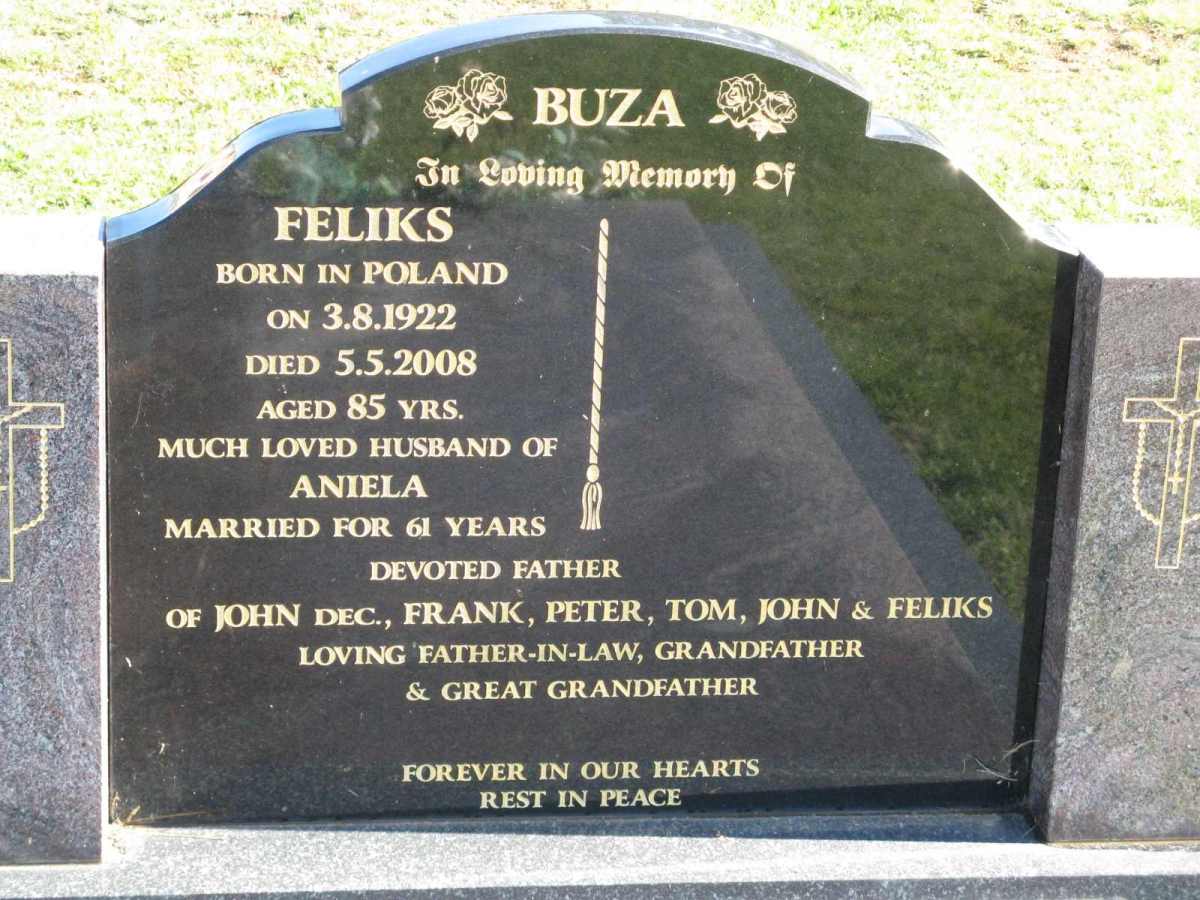 BUZA
In Loving Memory Of
FELIKS
BORN IN POLAND
ON 3.8.1922
DIED 5.5.2008
AGED 85 YRS.
MUCH LOVED HUSBAND OF
ANIELA
MARRIED FOR 61 YEARS
DEVOTED FATHER
OF JOHN DEC., FRANK, PETER, TOM, JOHN & FELIKS
LOVING FATHER-IN-LAW, GRANDFATHER
& GREAT GRANDFATHER
FOREVER IN OUR HEARTS
REST IN PEACE